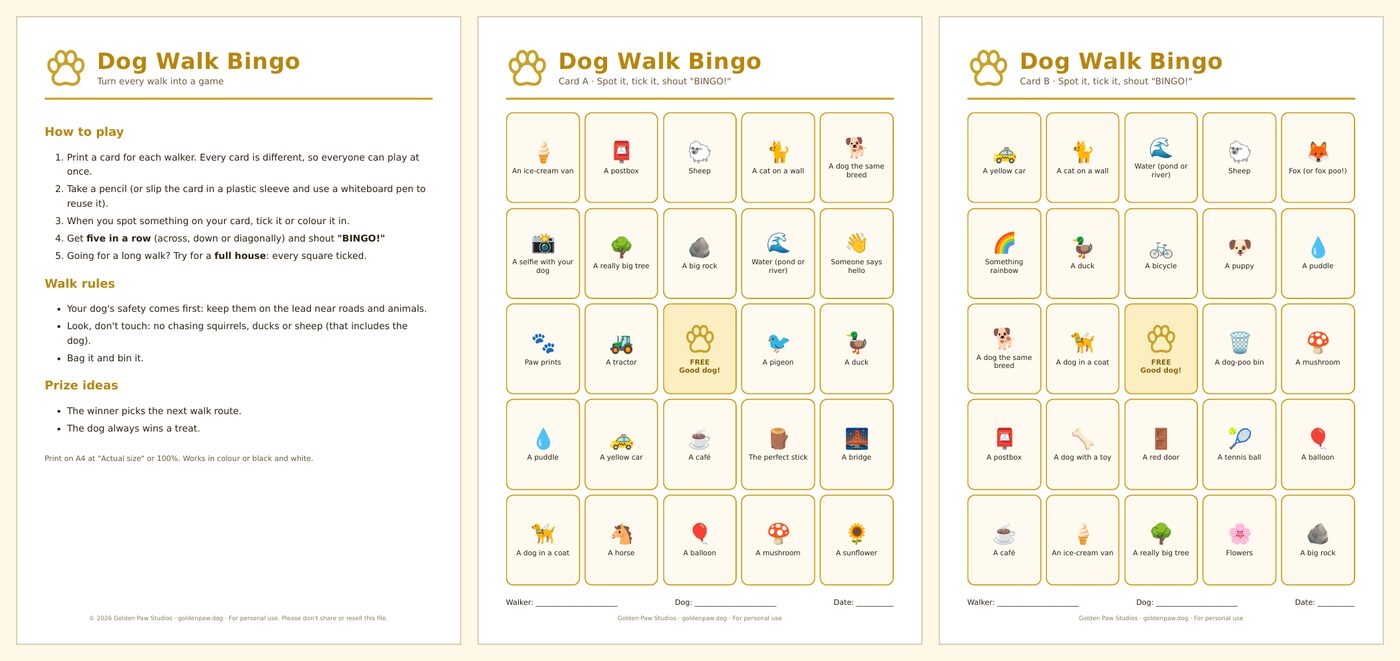 Dog Walk Bingo
Turn every walk into a game
How to play
1. Print a card for each walker. Every card is different, so everyone can play at
once.
2. Take a pencil (or slip the card in a plastic sleeve and use a whiteboard pen to
reuse it).
3. When you spot something on your card, tick it or colour it in.
4. Get five in a row (across, down or diagonally) and shout "BINGO!"
5. Going for a long walk? Try for a full house: every square ticked.
Walk rules
• Your dog's safety comes first: keep them on the lead near roads and animals.
• Look, don't touch: no chasing squirrels, ducks or sheep (that includes the
dog).
• Bag it and bin it.
Prize ideas
• The winner picks the next walk route.
• The dog always wins a treat.
Print on A4 at "Actual size" or 100%. Works in colour or black and white.
© 2026 Golden Paw Studios · goldenpaw.dog · For personal use. Please don't share or resell this file.
Dog Walk Bingo
Card A · Spot it, tick it, shout "BINGO!"
An ice-cream van
A postbox
Sheep
A cat on a wall
A dog the same
breed
A selfie with your
dog
A really big tree
A big rock
Water (pond or
river)
Someone says
hello
Paw prints
A tractor
FREE
Good dog!
A pigeon
A duck
A puddle
A yellow car
A café
The perfect stick
A bridge
A dog in a coat
A horse
A balloon
A mushroom
A sunflower
Walker: ____________________ Dog: ____________________ Date: _________
Golden Paw Studios · goldenpaw.dog · For personal use
Dog Walk Bingo
Card B · Spot it, tick it, shout "BINGO!"
A yellow car
A cat on a wall
Water (pond or
river)
Sheep
Fox (or fox poo!)
Something
rainbow
A duck
A bicycle
A puppy
A puddle
A dog the same
breed
A dog in a coat
FREE
Good dog!
A dog-poo bin
A mushroom
A postbox
A dog with a toy
A red door
A tennis ball
A balloon
A café
An ice-cream van
A really big tree
Flowers
A big rock
Walker: ____________________ Dog: ____________________ Date: _________
Golden Paw Studios · goldenpaw.dog · For personal use